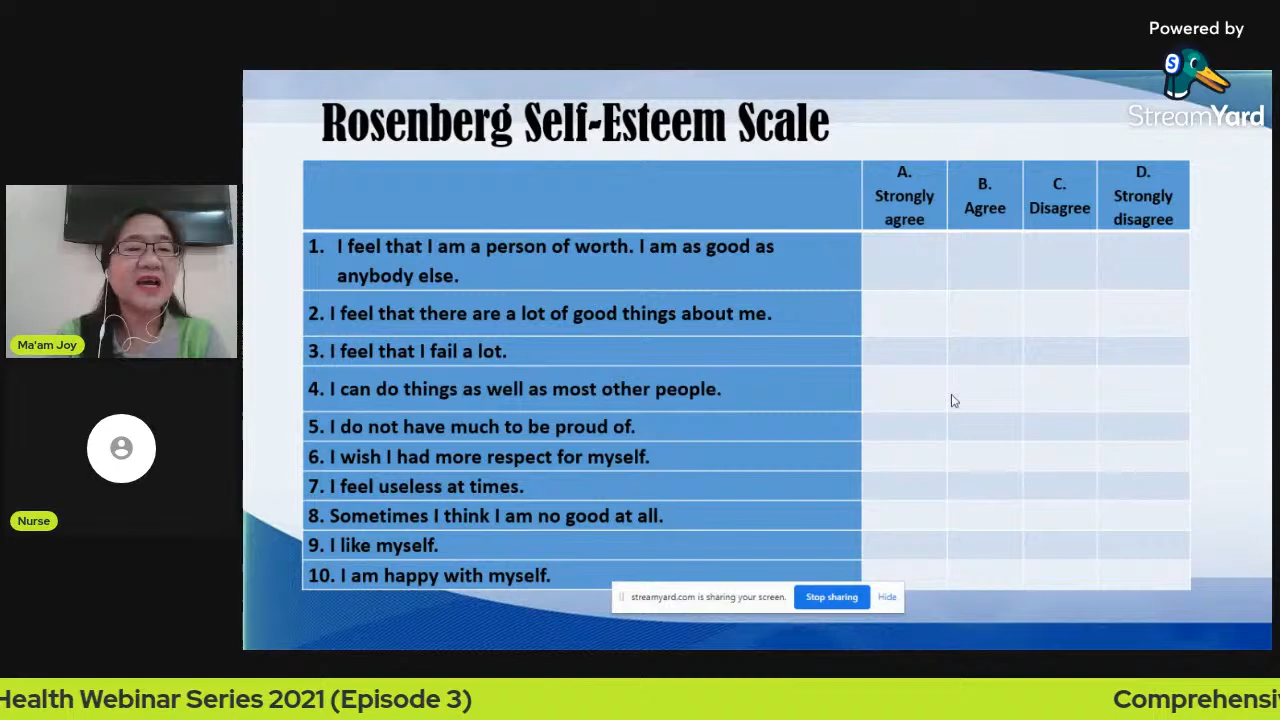 Powered by
S
StreamYard
Rosenberg Self-Esteem Scale
A.
Strongly
agree
B.
Agree
C.
Disagree
D.
Strongly
disagree
1. I feel that I am a person of worth. I am as good as
anybody else.
2. I feel that there are a lot of good things about me.
3. I feel that I fail a lot.
4. I can do things as well as most other people.
5. I do not have much to be proud of.
6. I wish I had more respect for myself.
7. I feel useless at times.
8. Sometimes I think I am no good at all.
9. I like myself.
10. I am happy with myself.
Ma'am Joy
Nurse
streamyard.com is sharing your screen.
Stop sharing
Hide
Health Webinar Series 2021 (Episode 3)
Comprehensiv